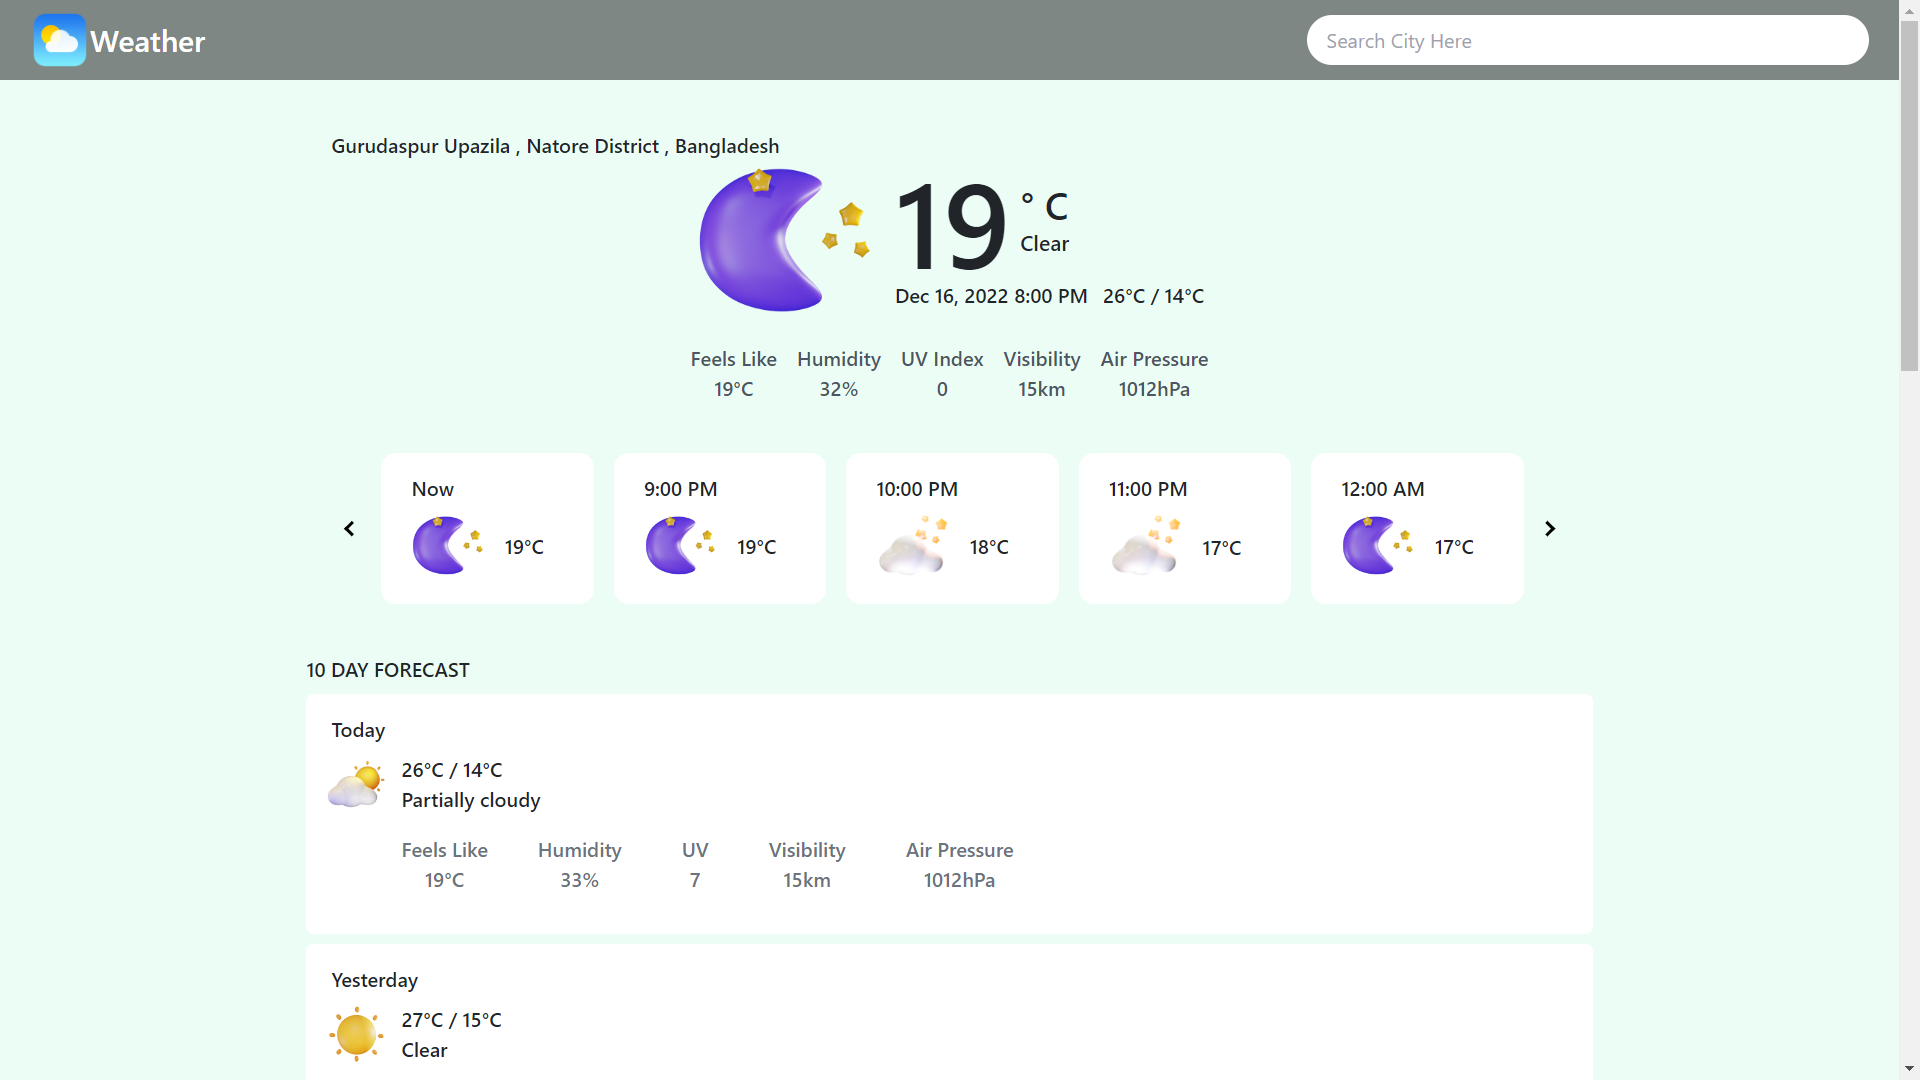 Weather
Search City Here
Gurudaspur Upazila , Natore District , Bangladesh
19 ° C
Clear
Dec 16, 2022 8:00 PM 26°C / 14°C
Feels Like Humidity UV Index Visibility Air Pressure
19°C 32% 0 15km 1012hPa
Now 9:00 PM 10:00 PM 11:00 PM 12:00 AM
19°C 19°C 18°C 17°C 17°C
10 DAY FORECAST
Today
26°C / 14°C
Partially cloudy
Feels Like Humidity UV Visibility Air Pressure
19°C 33% 7 15km 1012hPa
Yesterday
27°C / 15°C
Clear